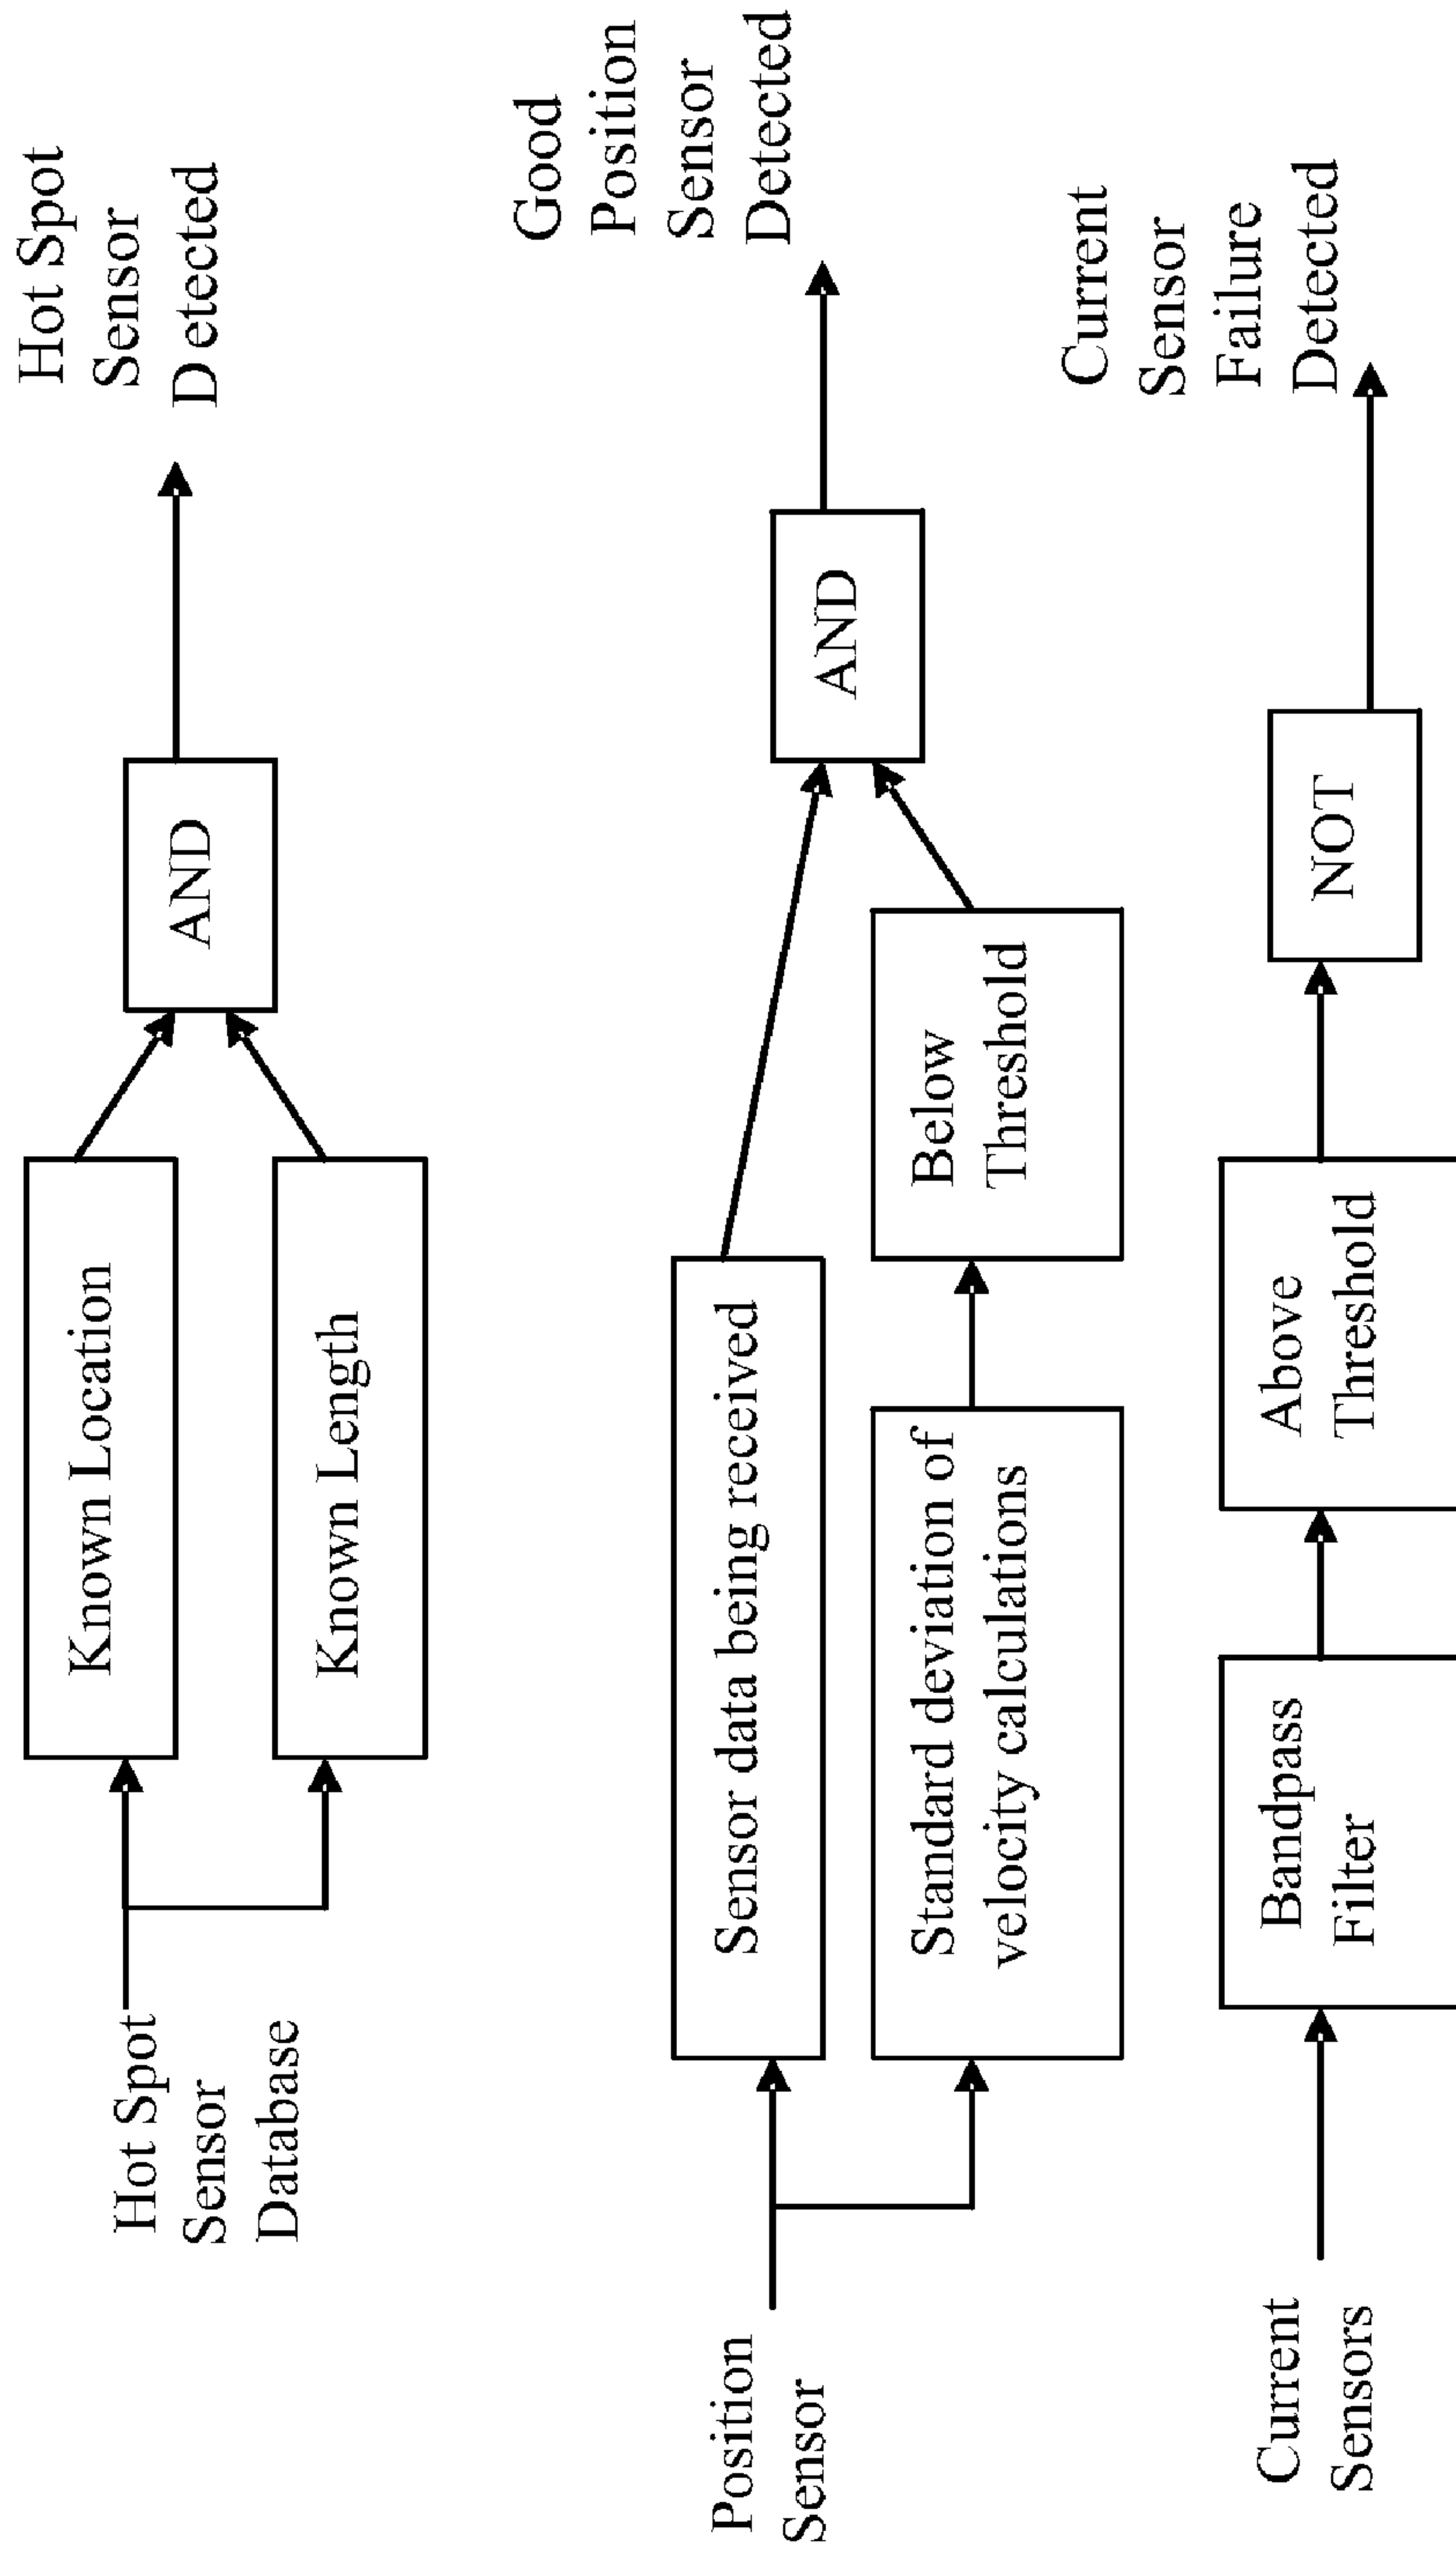 Hot Spot
Sensor
Database
Known Location
Known Length
AND
Hot Spot
Sensor
Detected
Position
Sensor
Sensor data being received
Standard deviation of
velocity calculations
Below
Threshold
AND
Good
Position
Sensor
Detected
Current
Sensors
Bandpass
Filter
Above
Threshold
NOT
Current
Sensor
Failure
Detected